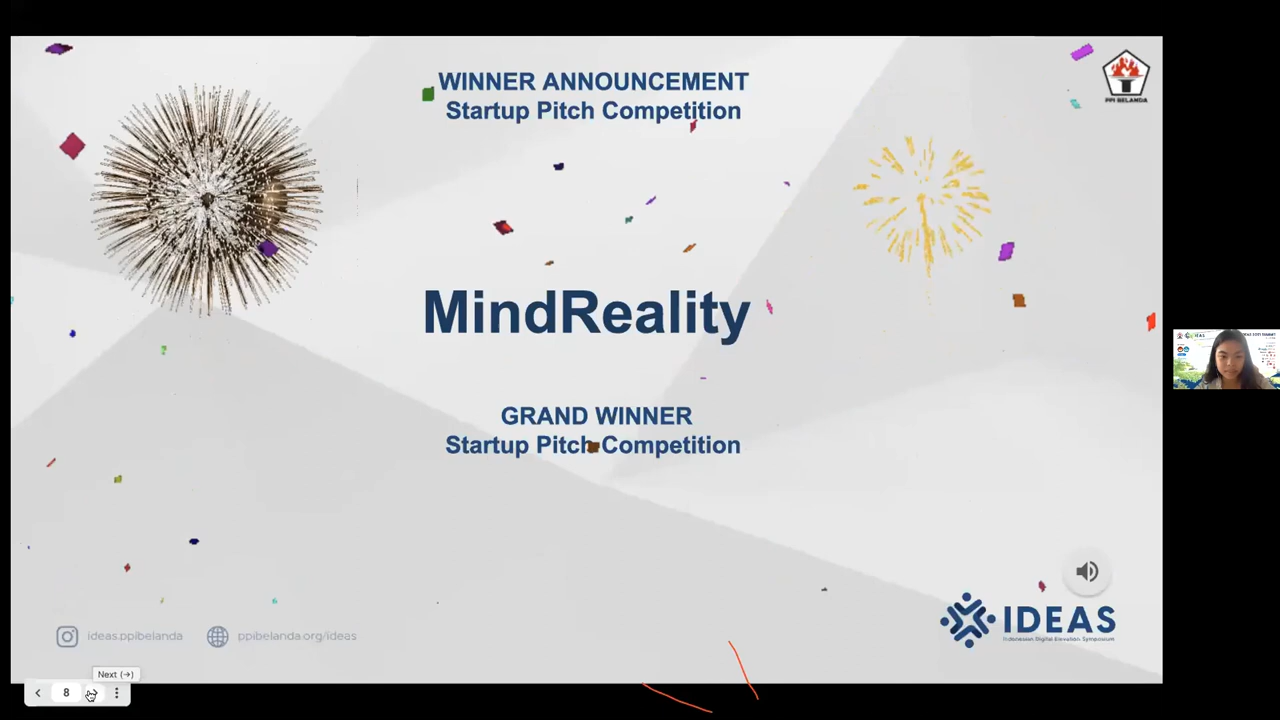 WINNER ANNOUNCEMENT
Startup Pitch Competition
PPI BELANDA
MindReality
GRAND WINNER
Startup Pitch Competition
IDEAS
Indonesian Digital Elevation Symposium
ideas.ppibelanda
ppibelanda.org/ideas
Next (→)
8
IDEAS